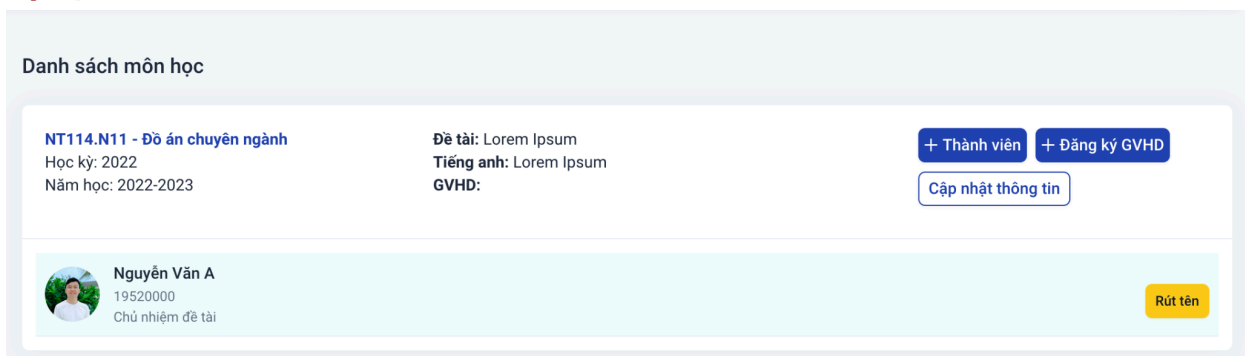 Danh sách môn học
NT114.N11 - Đồ án chuyên ngành
Học kỳ: 2022
Năm học: 2022-2023
Đề tài: Lorem Ipsum
Tiếng anh: Lorem Ipsum
GVHD:
+ Thành viên
+ Đăng ký GVHD
Cập nhật thông tin
Nguyễn Văn A
19520000
Chủ nhiệm đề tài
Rút tên